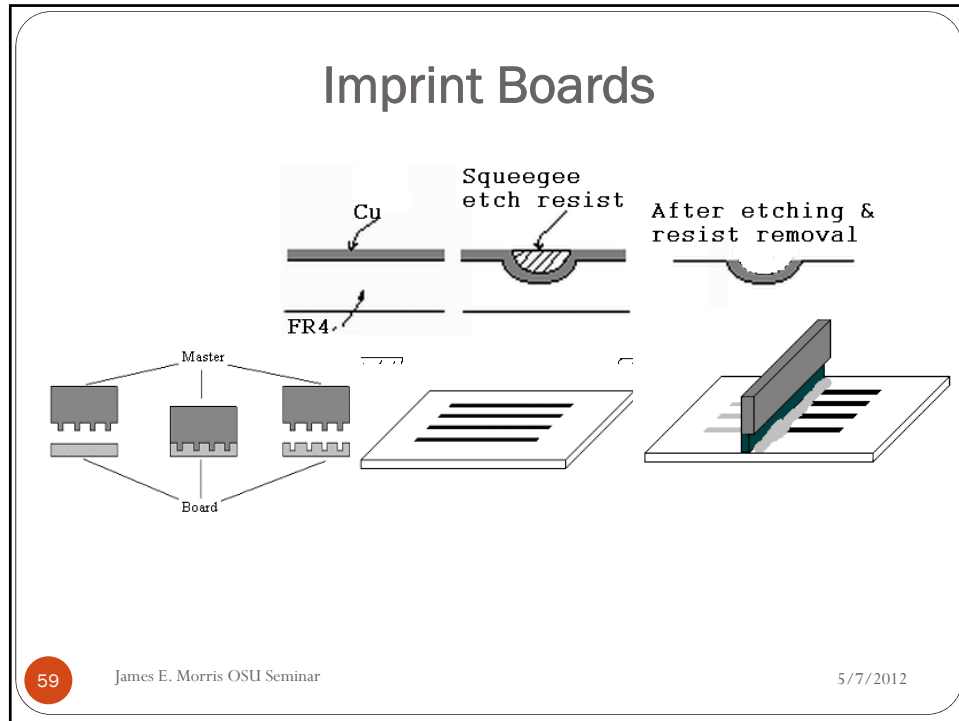 Imprint Boards
Cu
Squeegee
etch resist
After etching &
resist removal
FR4
Master
Board
59
James E. Morris OSU Seminar
5/7/2012